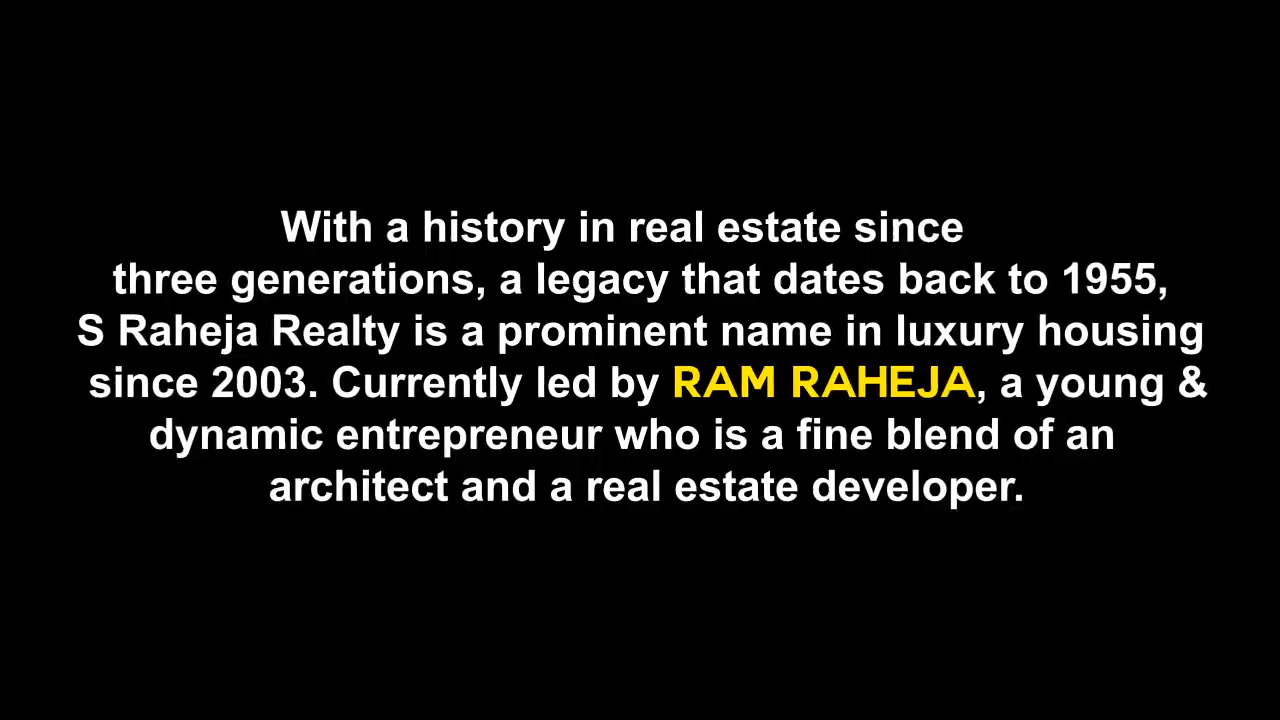 With a history in real estate since
three generations, a legacy that dates back to 1955,
S Raheja Realty is a prominent name in luxury housing
since 2003. Currently led by RAM RAHEJA, a young &
dynamic entrepreneur who is a fine blend of an
architect and a real estate developer.